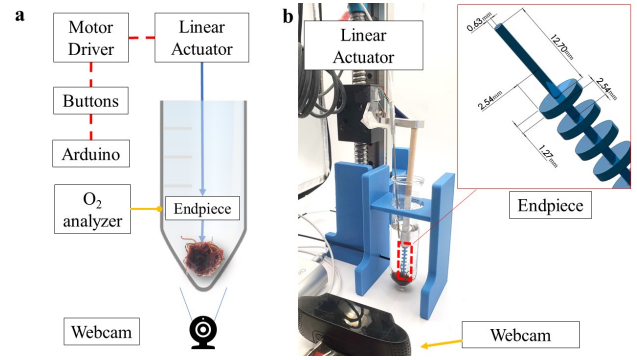 a
Motor
Driver
Linear
Actuator
Buttons
Arduino
O2
analyzer
Endpiece
Webcam
b
Linear
Actuator
0.63mm
12.70mm
2.54mm
2.54mm
1.27mm
Endpiece
Webcam